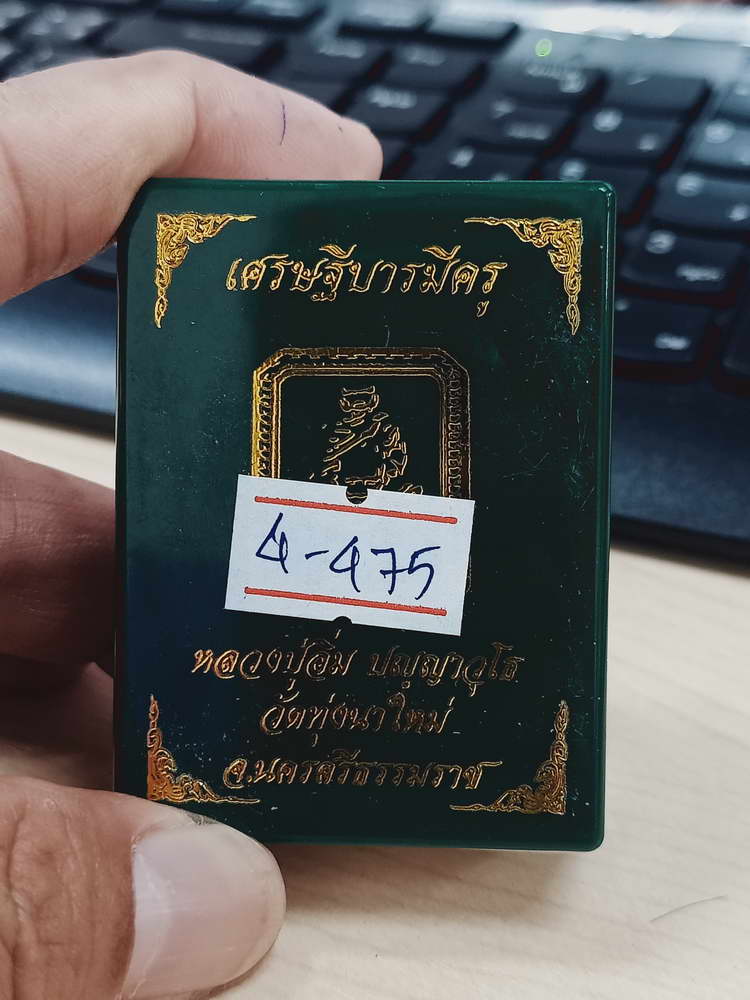 เศรษฐีบารมีครู
4-475
หลวงปู่อิ่ม ปญฺญาวุโธ
วัดทุ่งนาใหม่
จ.นครศรีธรรมราช